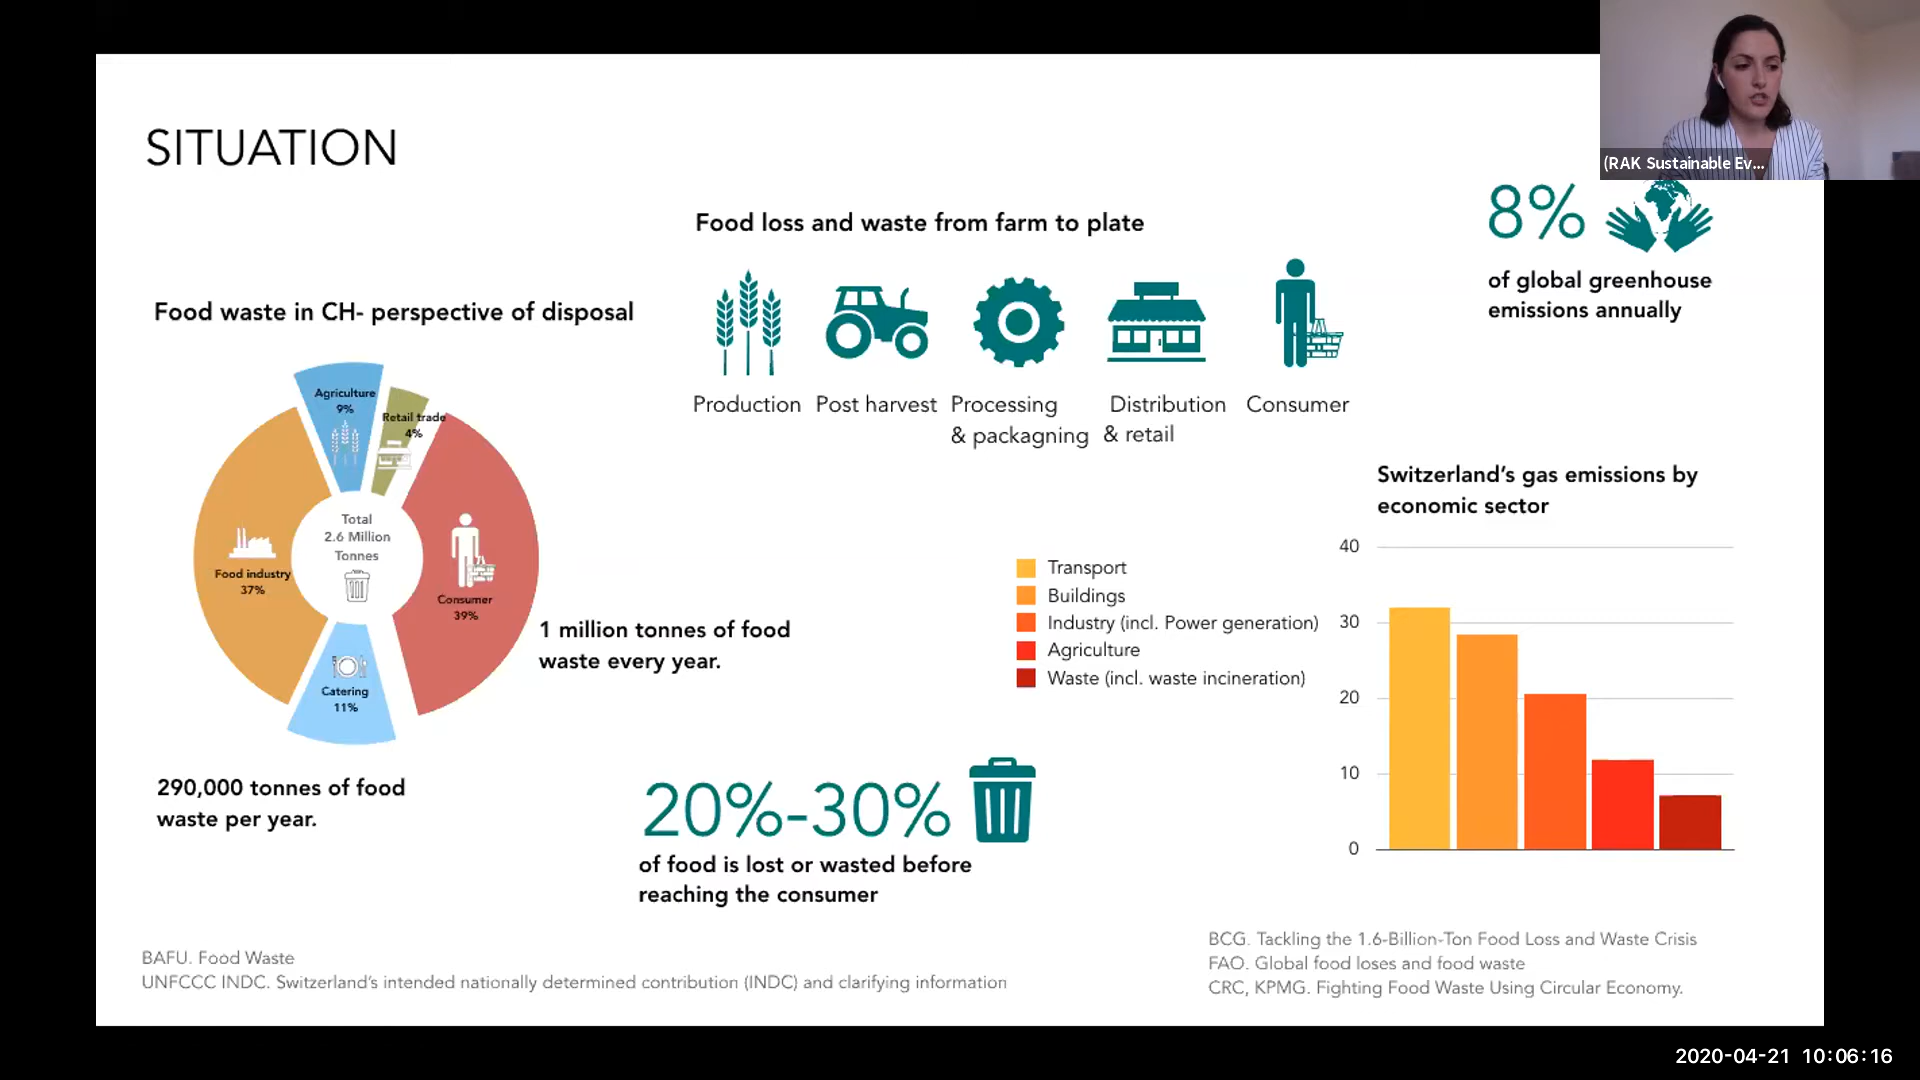 (RAK Sustainable Ev...
SITUATION
8%
of global greenhouse
emissions annually
Food loss and waste from farm to plate
Production
Post harvest
Processing
& packagning
Distribution
& retail
Consumer
Food waste in CH- perspective of disposal
Agriculture
9%
Retail trade
4%
Total
2.6 Million
Tonnes
Food industry
37%
Consumer
39%
Catering
11%
1 million tonnes of food
waste every year.
290,000 tonnes of food
waste per year.
20%-30%
of food is lost or wasted before
reaching the consumer
Switzerland's gas emissions by
economic sector
Transport
Buildings
Industry (incl. Power generation)
Agriculture
Waste (incl. waste incineration)
40
30
20
10
0
BAFU. Food Waste
UNFCCC INDC. Switzerland's intended nationally determined contribution (INDC) and clarifying information
BCG. Tackling the 1.6-Billion-Ton Food Loss and Waste Crisis
FAO. Global food loses and food waste
CRC, KPMG. Fighting Food Waste Using Circular Economy.
2020-04-21 10:06:16